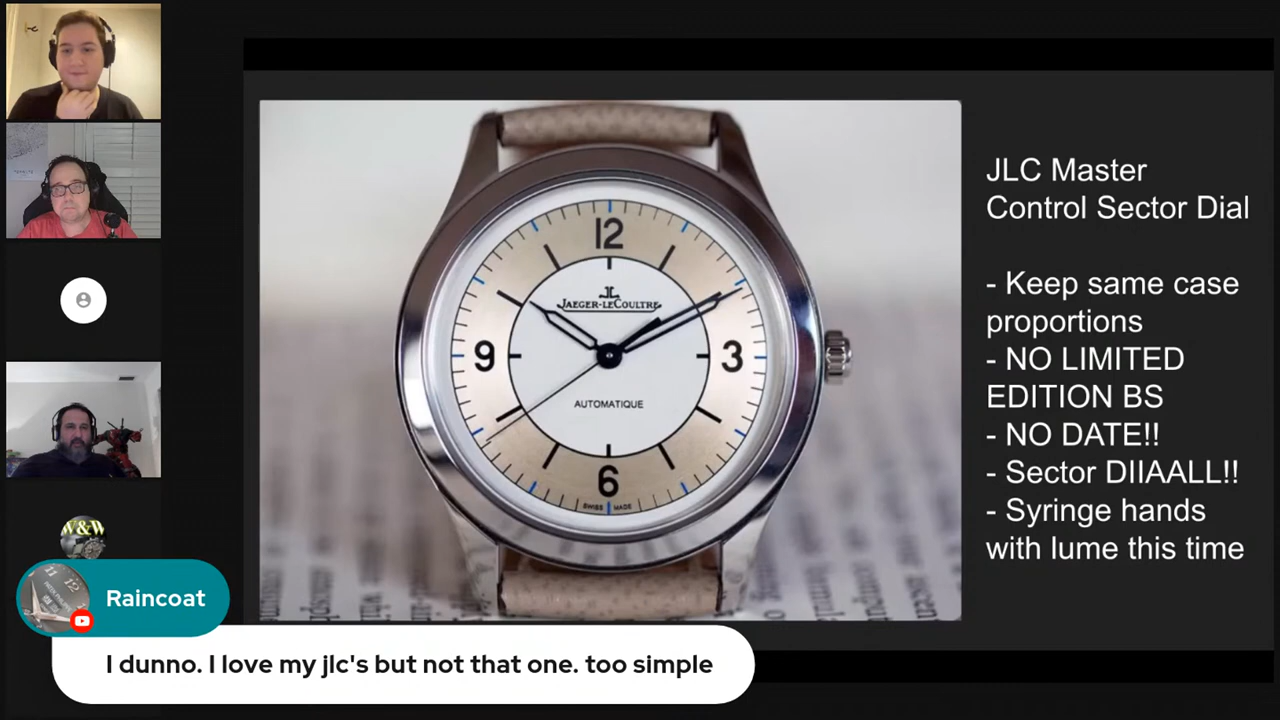 JLC Master
Control Sector Dial
- Keep same case
proportions
- NO LIMITED
EDITION BS
- NO DATE!!
- Sector DIIAALL!!
- Syringe hands
with lume this time
12
JAEGER-LECOULTRE
9
3
AUTOMATIQUE
6
SWISS MADE
W&W
Raincoat
I dunno. I love my jlc's but not that one. too simple